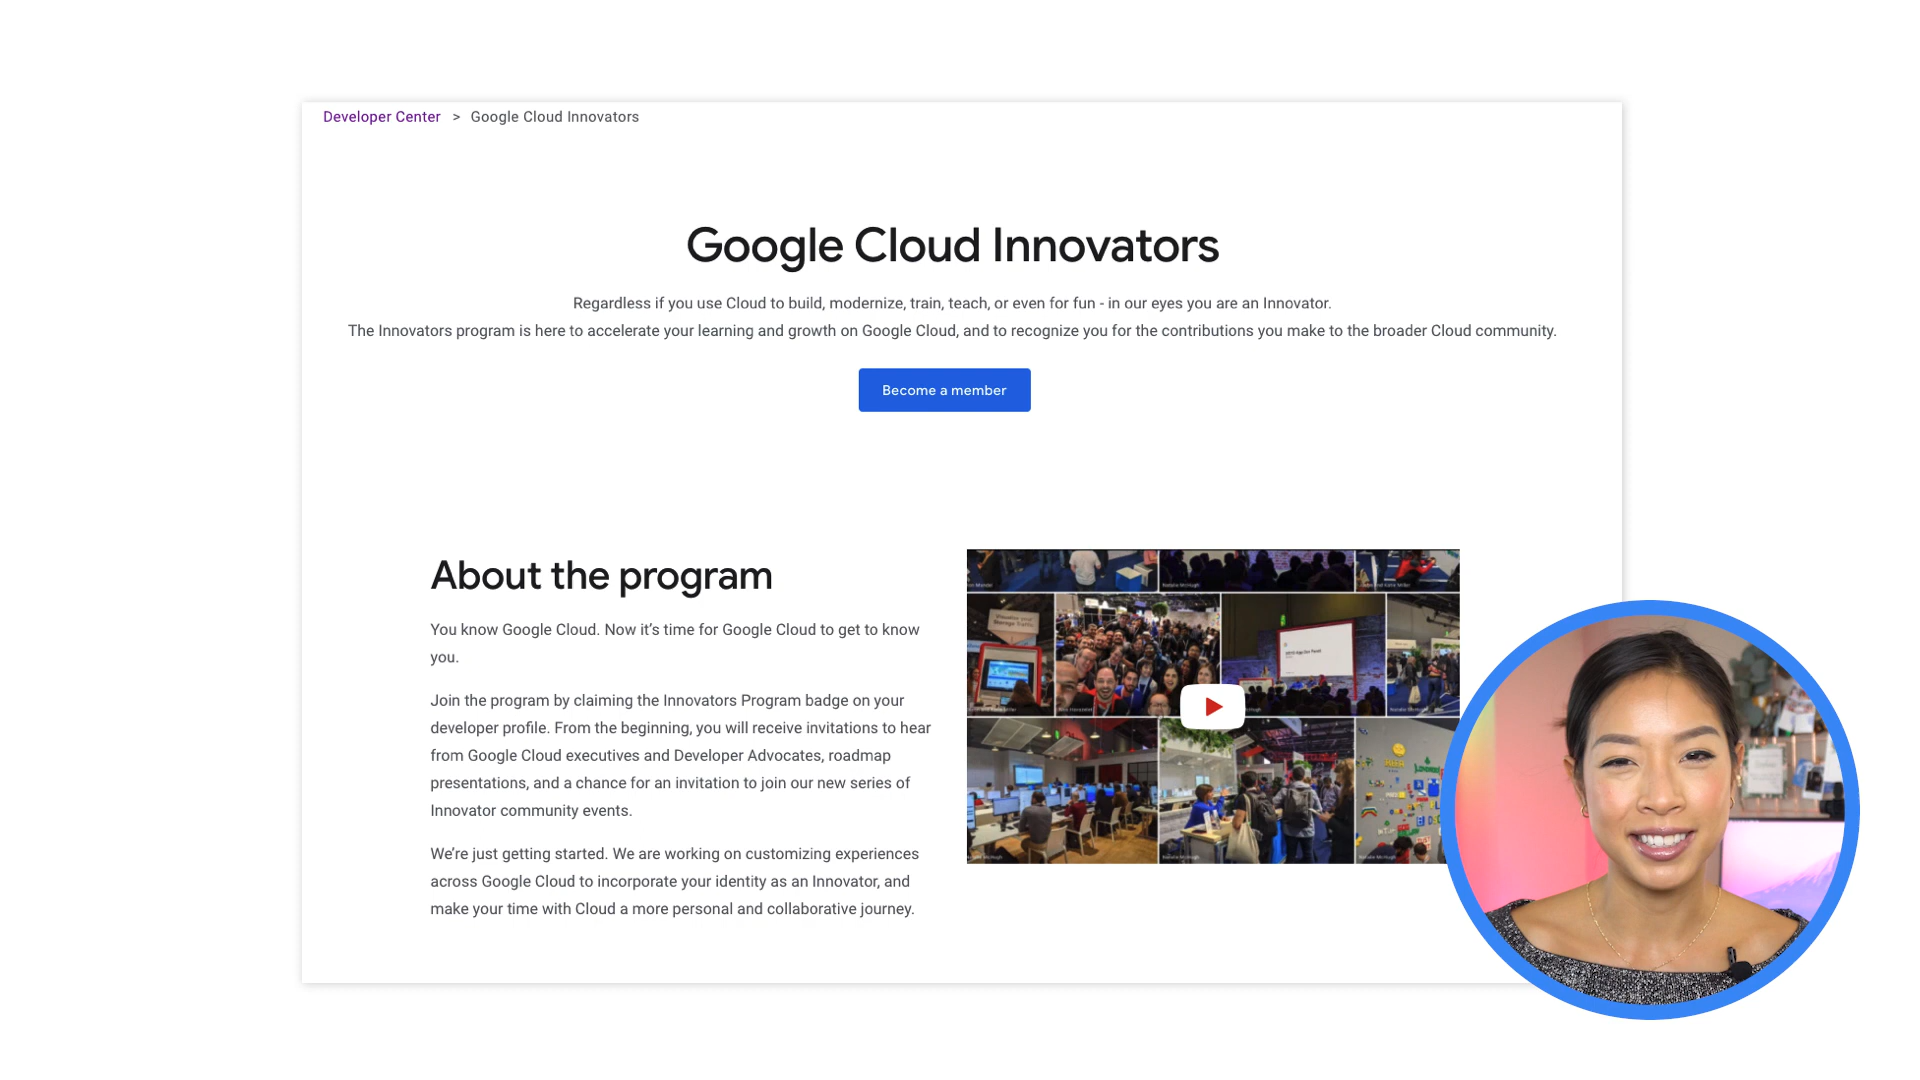 Developer Center > Google Cloud Innovators
Google Cloud Innovators
Regardless if you use Cloud to build, modernize, train, teach, or even for fun - in our eyes you are an Innovator.
The Innovators program is here to accelerate your learning and growth on Google Cloud, and to recognize you for the contributions you make to the broader Cloud community.
Become a member
About the program
You know Google Cloud. Now it’s time for Google Cloud to get to know
you.
Join the program by claiming the Innovators Program badge on your
developer profile. From the beginning, you will receive invitations to hear
from Google Cloud executives and Developer Advocates, roadmap
presentations, and a chance for an invitation to join our new series of
Innovator community events.
We’re just getting started. We are working on customizing experiences
across Google Cloud to incorporate your identity as an Innovator, and
make your time with Cloud a more personal and collaborative journey.